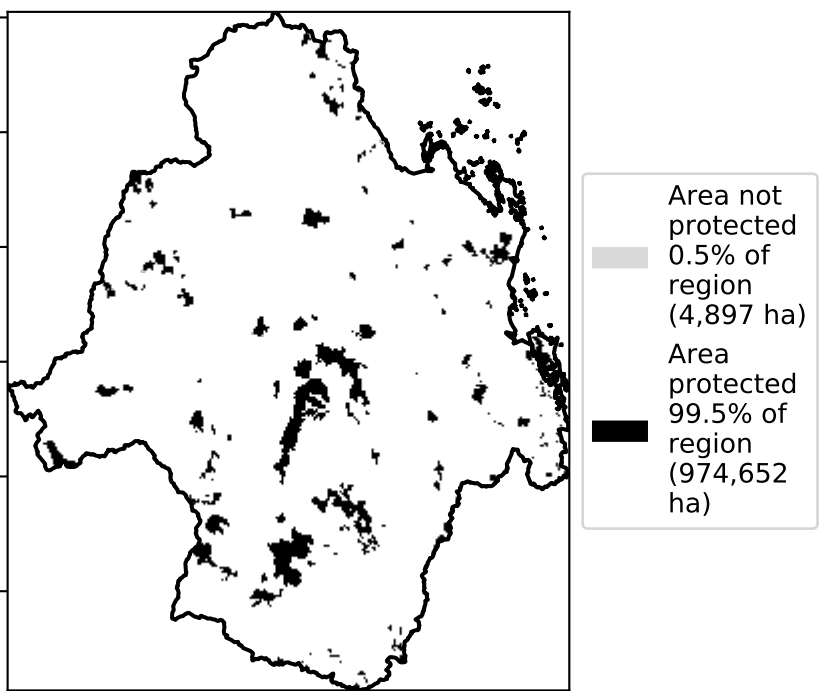 Area not
protected
0.5% of
region
(4,897 ha)
Area
protected
99.5% of
region
(974,652
ha)